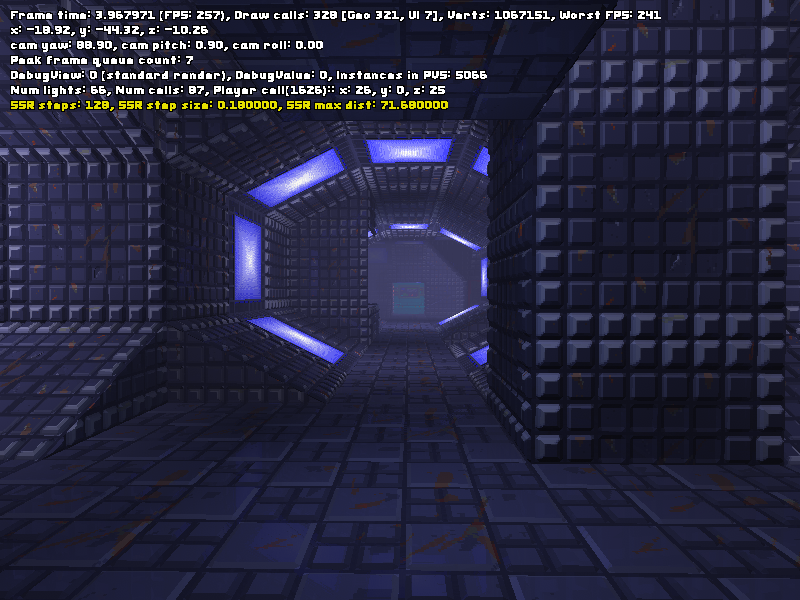 Frame time: 3.967971 (FPS: 257), Draw calls: 328 [Geo 321, UI 7], Verts: 1067151, Worst FPS: 241
x: -18.92, y: -44.32, z: -10.26
cam yaw: 88.90, cam pitch: 0.90, cam roll: 0.00
Peak frame queue count: 7
DebugView: 0 (standard render), DebugValue: 0, Instances in PVS: 5066
Num lights: 66, Num cells: 87, Player cell(1626):: x: 26, y: 0, z: 25
SSR steps: 128, SSR step size: 0.180000, SSR max dist: 71.680000